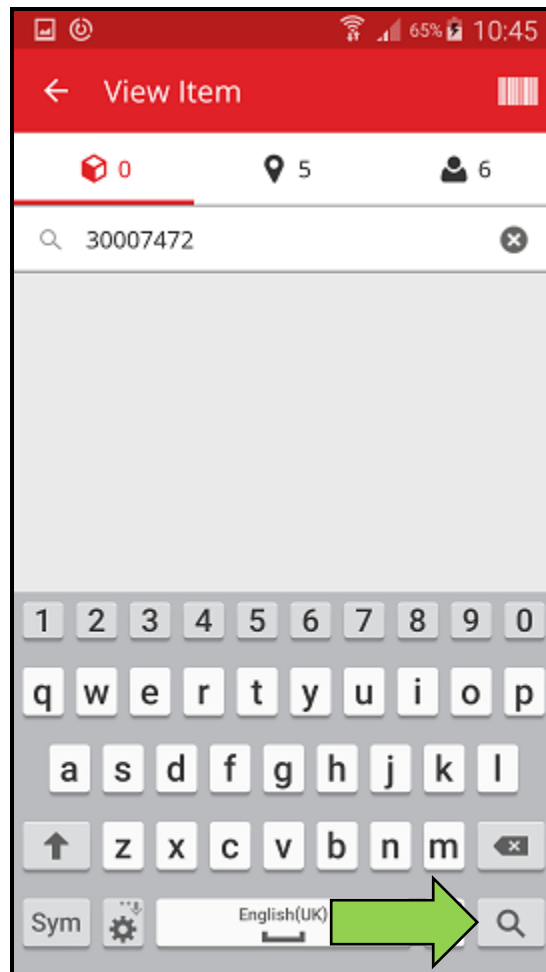 65% 10:45
View Item
0 5 6
30007472
1 2 3 4 5 6 7 8 9 0
q w e r t y u i o p
a s d f g h j k l
z x c v b n m
Sym English(UK)